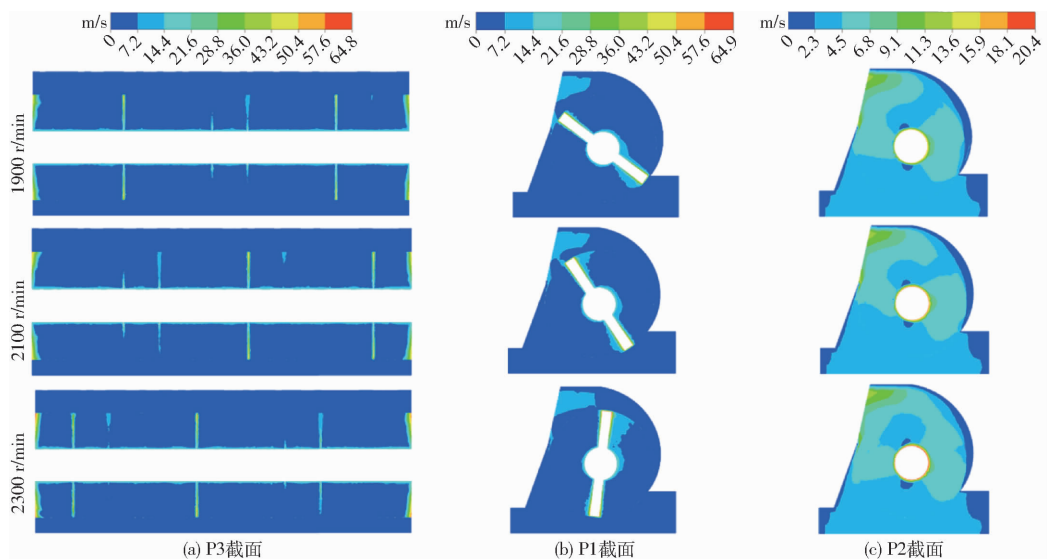 m/s
0 7.2 14.4 21.6 28.8 36.0 43.2 50.4 57.6 64.8
m/s
0 7.2 14.4 21.6 28.8 36.0 43.2 50.4 57.6 64.9
m/s
0 2.3 4.5 6.8 9.1 11.3 13.6 15.9 18.1 20.4
1900 r/min
2100 r/min
2300 r/min
(a) P3截面
(b) P1截面
(c) P2截面